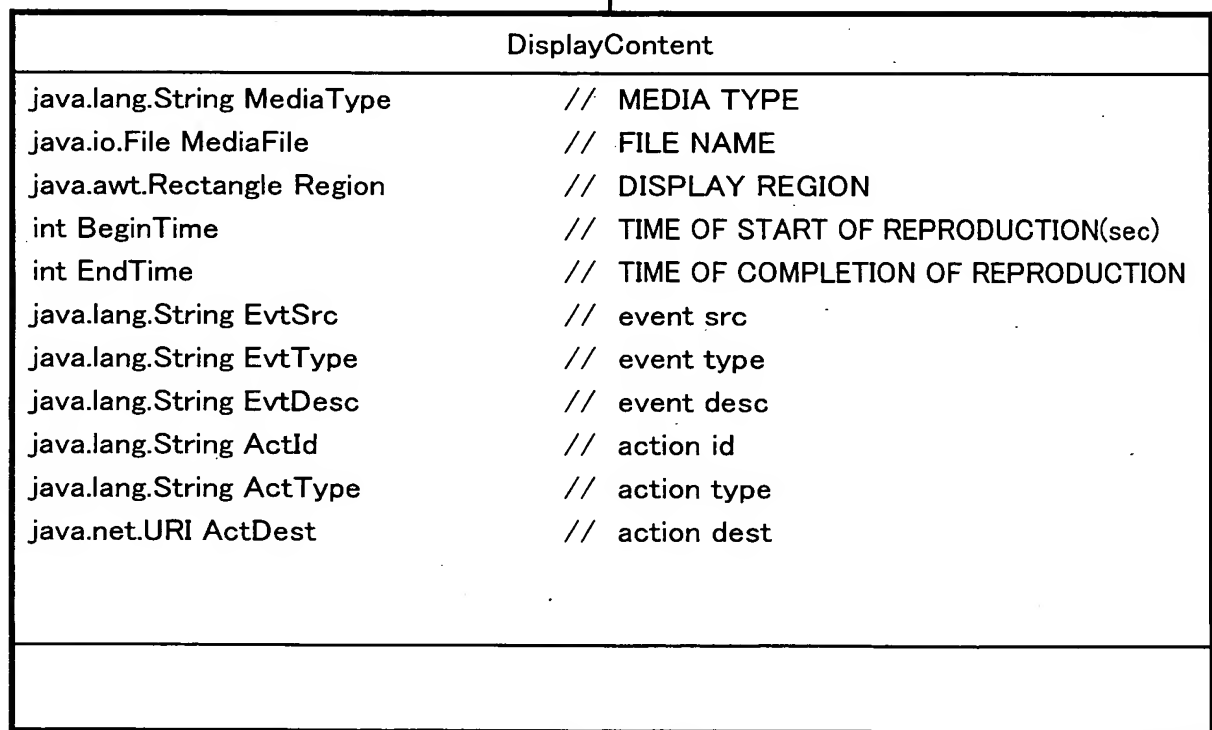 DisplayContent
java.lang.String MediaType // MEDIA TYPE
java.io.File MediaFile // FILE NAME
java.awt.Rectangle Region // DISPLAY REGION
int BeginTime // TIME OF START OF REPRODUCTION(sec)
int EndTime // TIME OF COMPLETION OF REPRODUCTION
java.lang.String EvtSrc // event src
java.lang.String EvtType // event type
java.lang.String EvtDesc // event desc
java.lang.String ActId // action id
java.lang.String ActType // action type
java.net.URI ActDest // action dest